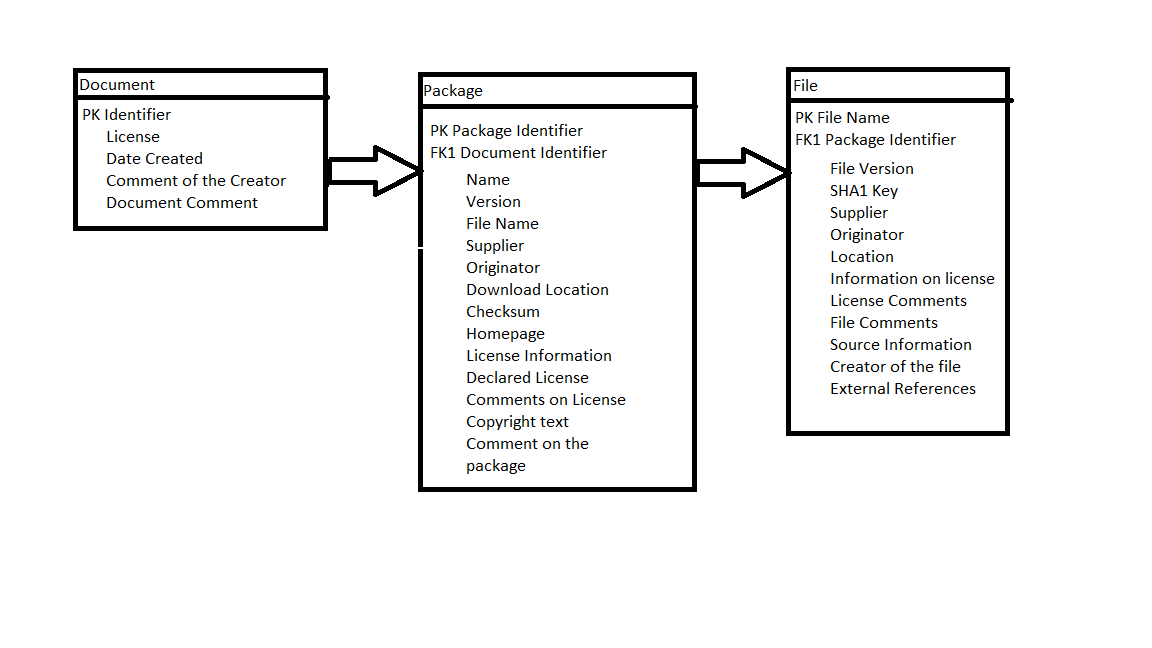 Document
PK Identifier
License
Date Created
Comment of the Creator
Document Comment
Package
PK Package Identifier
FK1 Document Identifier
Name
Version
File Name
Supplier
Originator
Download Location
Checksum
Homepage
License Information
Declared License
Comments on License
Copyright text
Comment on the
package
File
PK File Name
FK1 Package Identifier
File Version
SHA1 Key
Supplier
Originator
Location
Information on license
License Comments
File Comments
Source Information
Creator of the file
External References